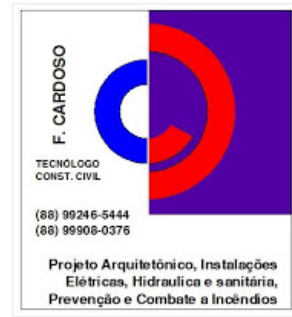 F. CARDOSO
TECNÓLOGO
CONST. CIVIL
(88) 99246-5444
(88) 99908-0376
Projeto Arquitetônico, Instalações
Elétricas, Hidraulica e sanitária,
Prevenção e Combate a Incêndios